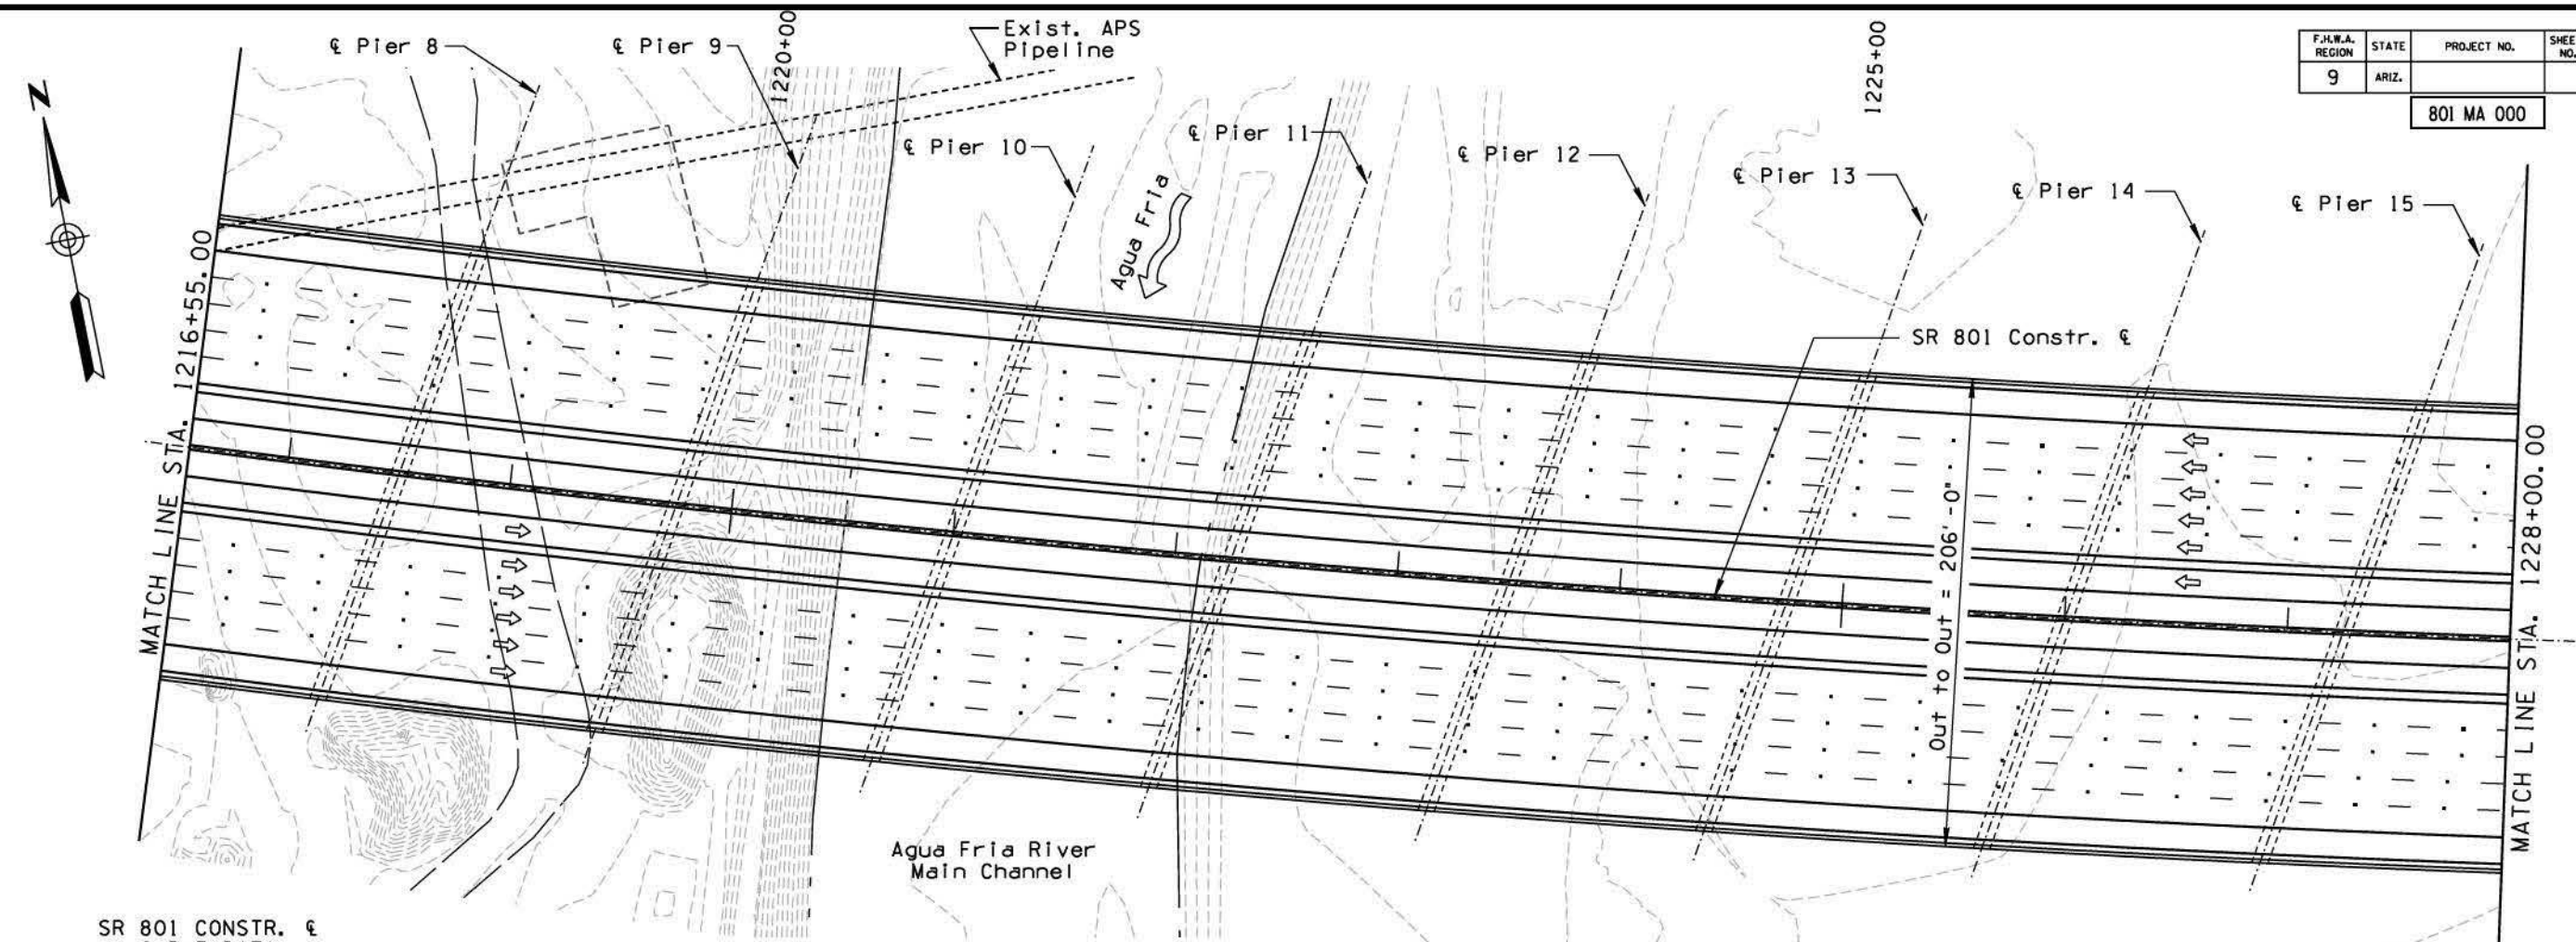 ℄ Pier 8
℄ Pier 9
1220+00
Exist. APS
Pipeline
1225+00
F.H.W.A.
REGION
STATE
PROJECT NO.
9
ARIZ.
801 MA 000
N
℄ Pier 10
℄ Pier 11
℄ Pier 12
℄ Pier 13
℄ Pier 14
℄ Pier 15
Agua Fria
SR 801 Constr. ℄
MATCH LINE STA. 1216+55.00
Out to Out = 206'-0"
MATCH LINE STA. 1228+00.00
Agua Fria River
Main Channel
SR 801 CONSTR. ℄